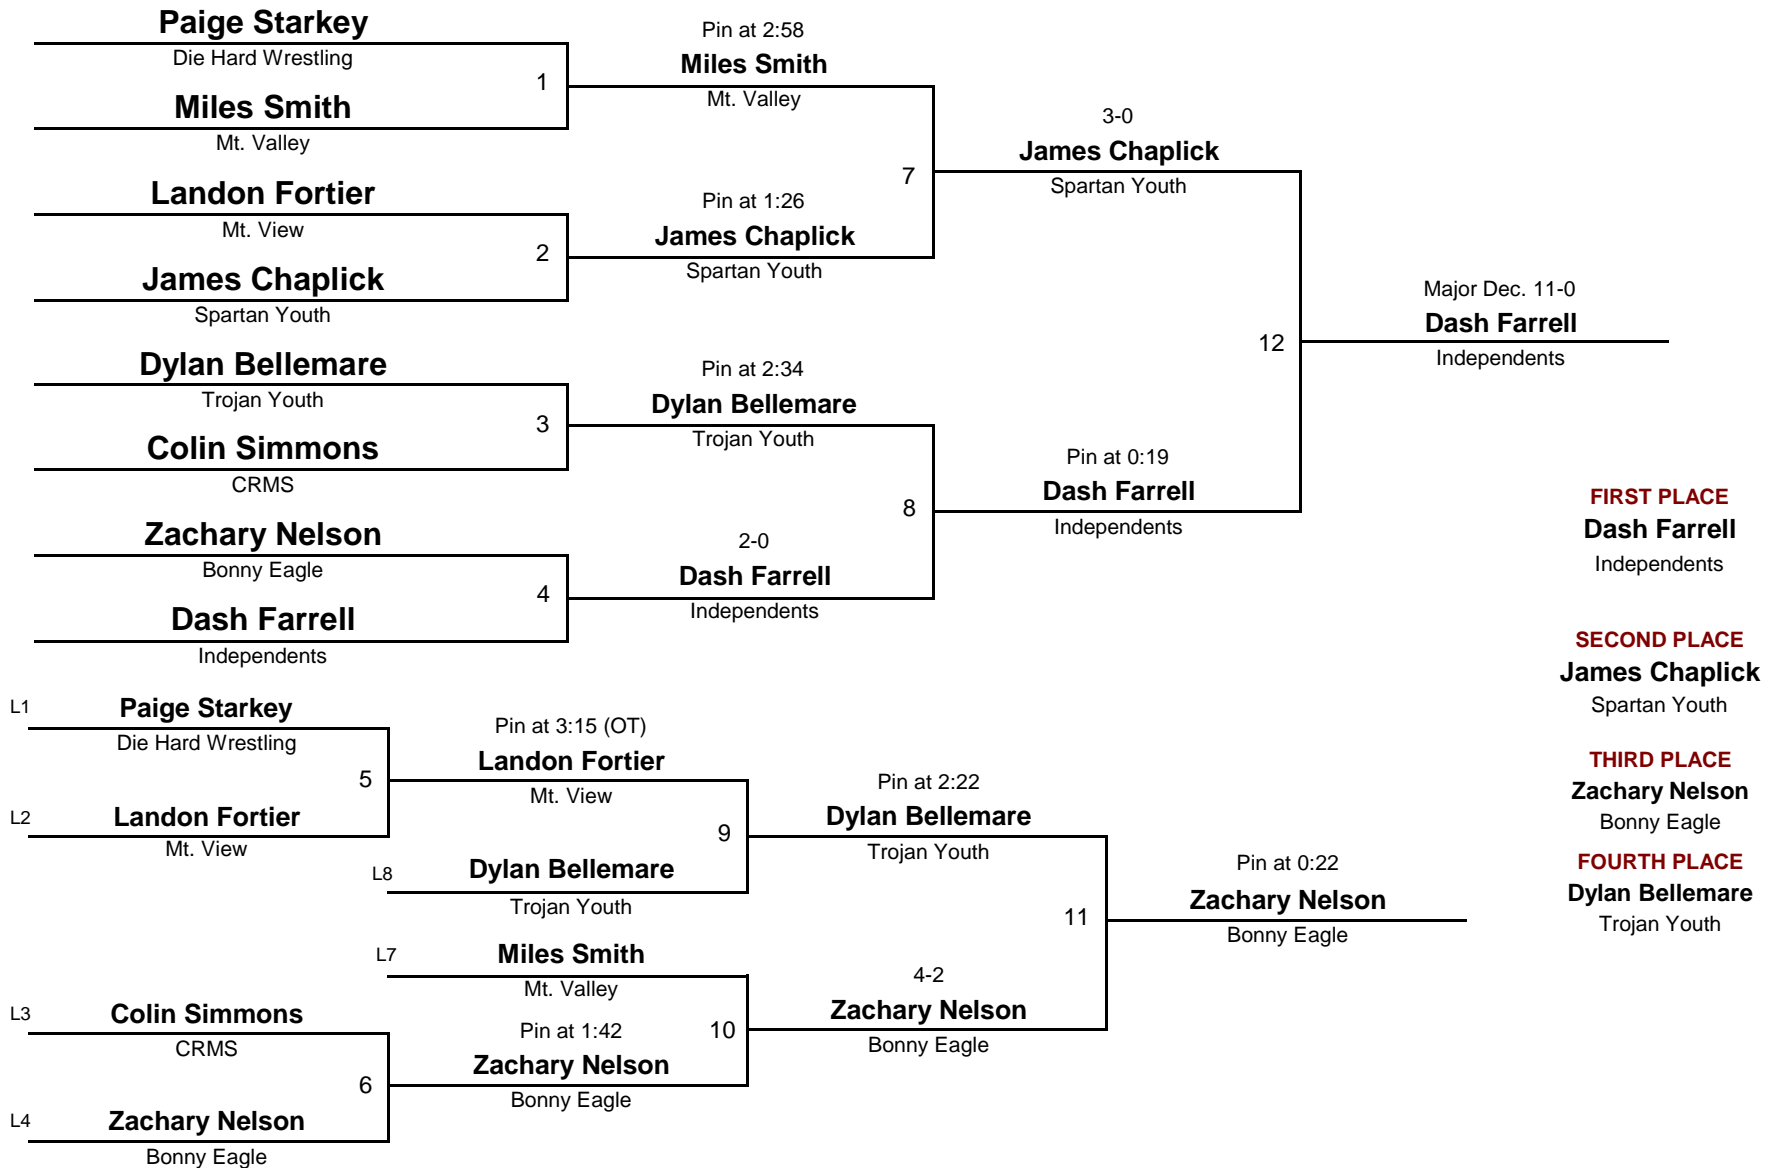 Paige Starkey
Die Hard Wrestling
1
Miles Smith
Mt. Valley
Landon Fortier
Mt. View
2
James Chaplick
Spartan Youth
Dylan Bellemare
Trojan Youth
3
Colin Simmons
CRMS
Zachary Nelson
Bonny Eagle
4
Dash Farrell
Independents
Pin at 2:58
Miles Smith
Mt. Valley
7
Pin at 1:26
James Chaplick
Spartan Youth
Pin at 2:34
Dylan Bellemare
Trojan Youth
8
2-0
Dash Farrell
Independents
3-0
James Chaplick
Spartan Youth
12
Pin at 0:19
Dash Farrell
Independents
Major Dec. 11-0
Dash Farrell
Independents
L1
Paige Starkey
Die Hard Wrestling
5
L2
Landon Fortier
Mt. View
Pin at 3:15 (OT)
Landon Fortier
Mt. View
9
L8
Dylan Bellemare
Trojan Youth
L7
Miles Smith
Mt. Valley
10
L3
Colin Simmons
CRMS
6
L4
Zachary Nelson
Bonny Eagle
Pin at 1:42
Zachary Nelson
Bonny Eagle
Pin at 2:22
Dylan Bellemare
Trojan Youth
11
4-2
Zachary Nelson
Bonny Eagle
Pin at 0:22
Zachary Nelson
Bonny Eagle
FIRST PLACE
Dash Farrell
Independents
SECOND PLACE
James Chaplick
Spartan Youth
THIRD PLACE
Zachary Nelson
Bonny Eagle
FOURTH PLACE
Dylan Bellemare
Trojan Youth